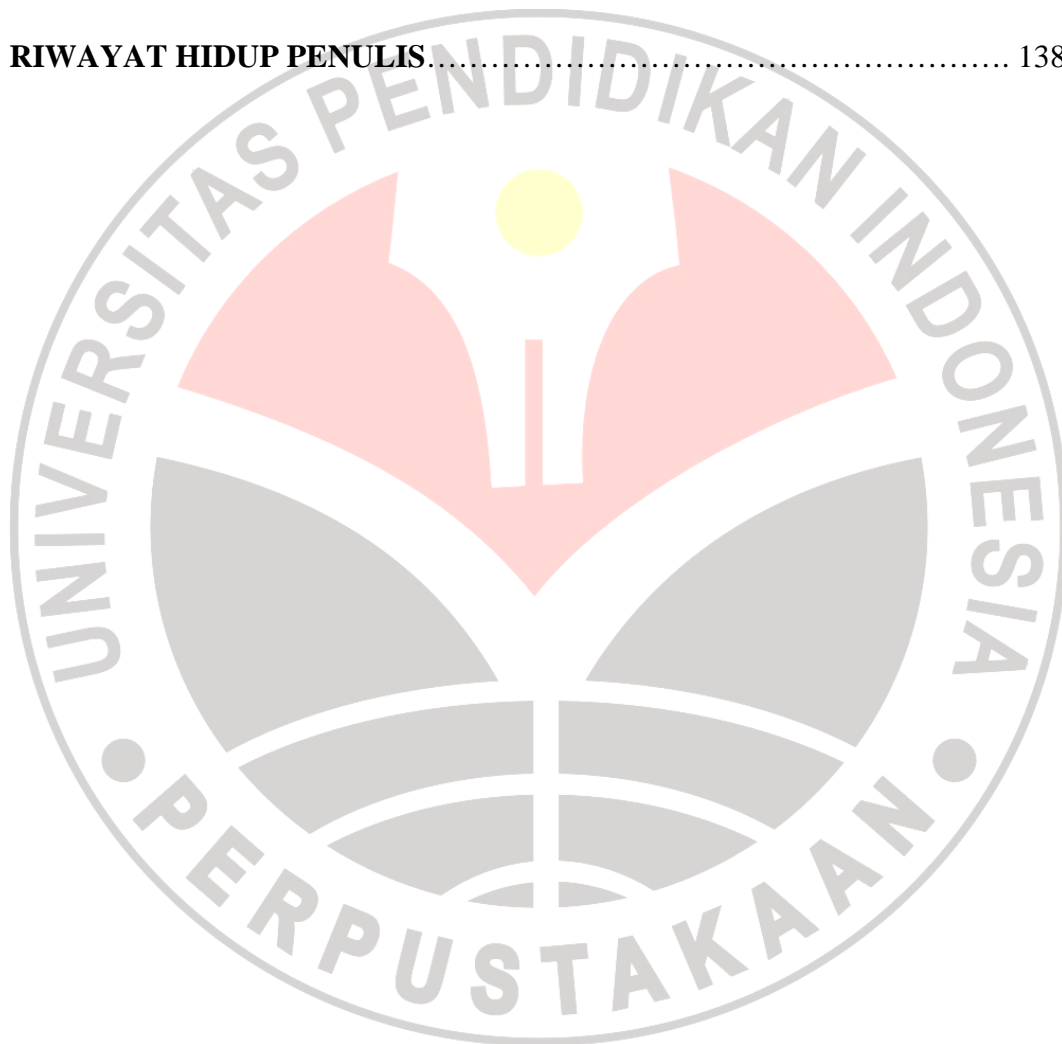 RIWAYAT HIDUP PENULIS…………………………………………… 138
UNIVERSITAS PENDIDIKAN INDONESIA
PERPUSTAKAAN